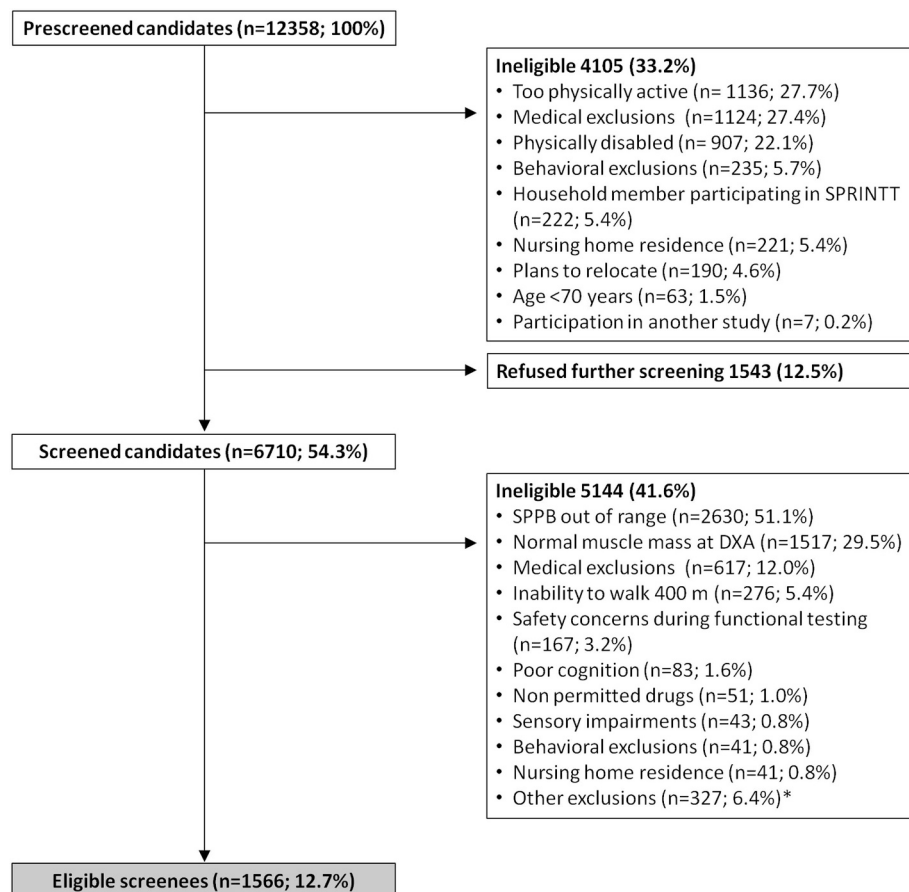 Prescreened candidates (n=12358; 100%)
Ineligible 4105 (33.2%)
• Too physically active (n= 1136; 27.7%)
• Medical exclusions (n=1124; 27.4%)
• Physically disabled (n= 907; 22.1%)
• Behavioral exclusions (n=235; 5.7%)
• Household member participating in SPRINTT
(n=222; 5.4%)
• Nursing home residence (n=221; 5.4%)
• Plans to relocate (n=190; 4.6%)
• Age <70 years (n=63; 1.5%)
• Participation in another study (n=7; 0.2%)
Refused further screening 1543 (12.5%)
Screened candidates (n=6710; 54.3%)
Ineligible 5144 (41.6%)
• SPPB out of range (n=2630; 51.1%)
• Normal muscle mass at DXA (n=1517; 29.5%)
• Medical exclusions (n=617; 12.0%)
• Inability to walk 400 m (n=276; 5.4%)
• Safety concerns during functional testing
(n=167; 3.2%)
• Poor cognition (n=83; 1.6%)
• Non permitted drugs (n=51; 1.0%)
• Sensory impairments (n=43; 0.8%)
• Behavioral exclusions (n=41; 0.8%)
• Nursing home residence (n=41; 0.8%)
• Other exclusions (n=327; 6.4%)*
Eligible screenees (n=1566; 12.7%)